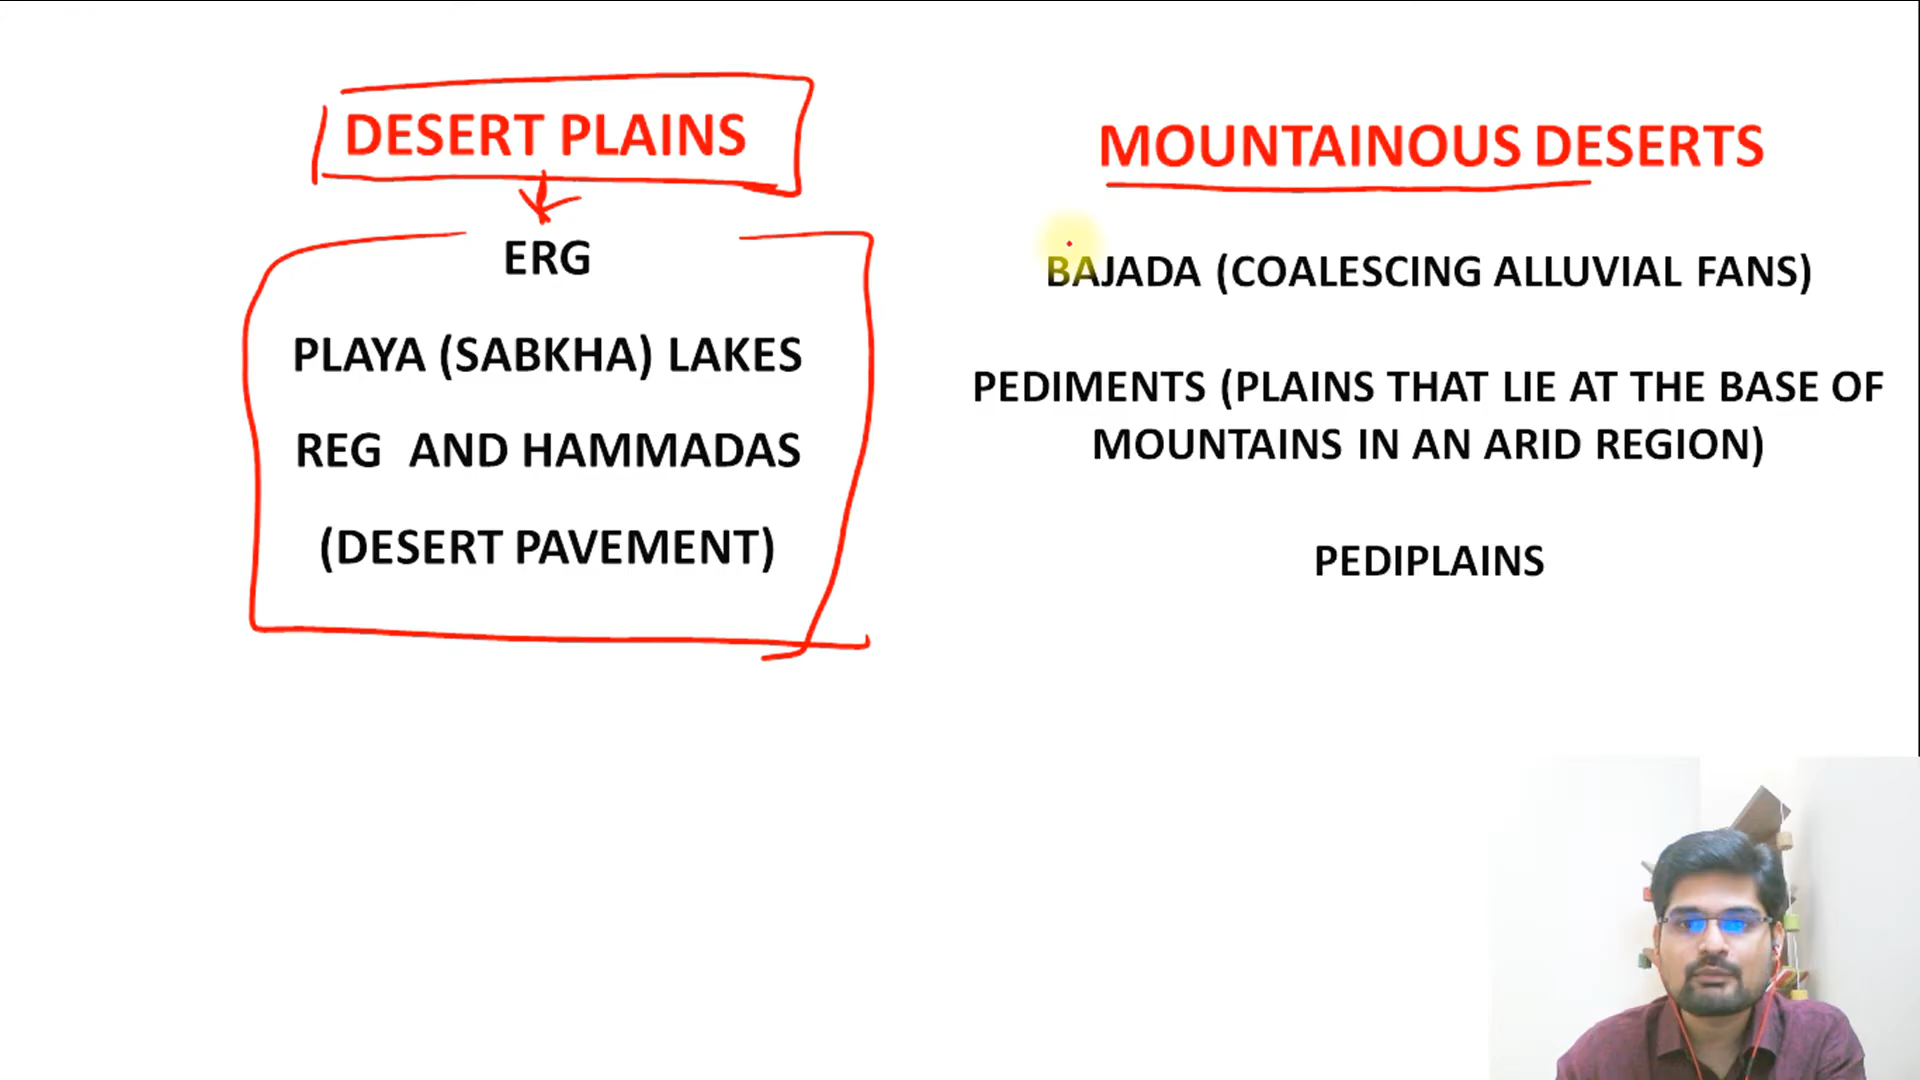 DESERT PLAINS
ERG
PLAYA (SABKHA) LAKES
REG AND HAMMADAS
(DESERT PAVEMENT)
MOUNTAINOUS DESERTS
BAJADA (COALESCING ALLUVIAL FANS)
PEDIMENTS (PLAINS THAT LIE AT THE BASE OF
MOUNTAINS IN AN ARID REGION)
PEDIPLAINS